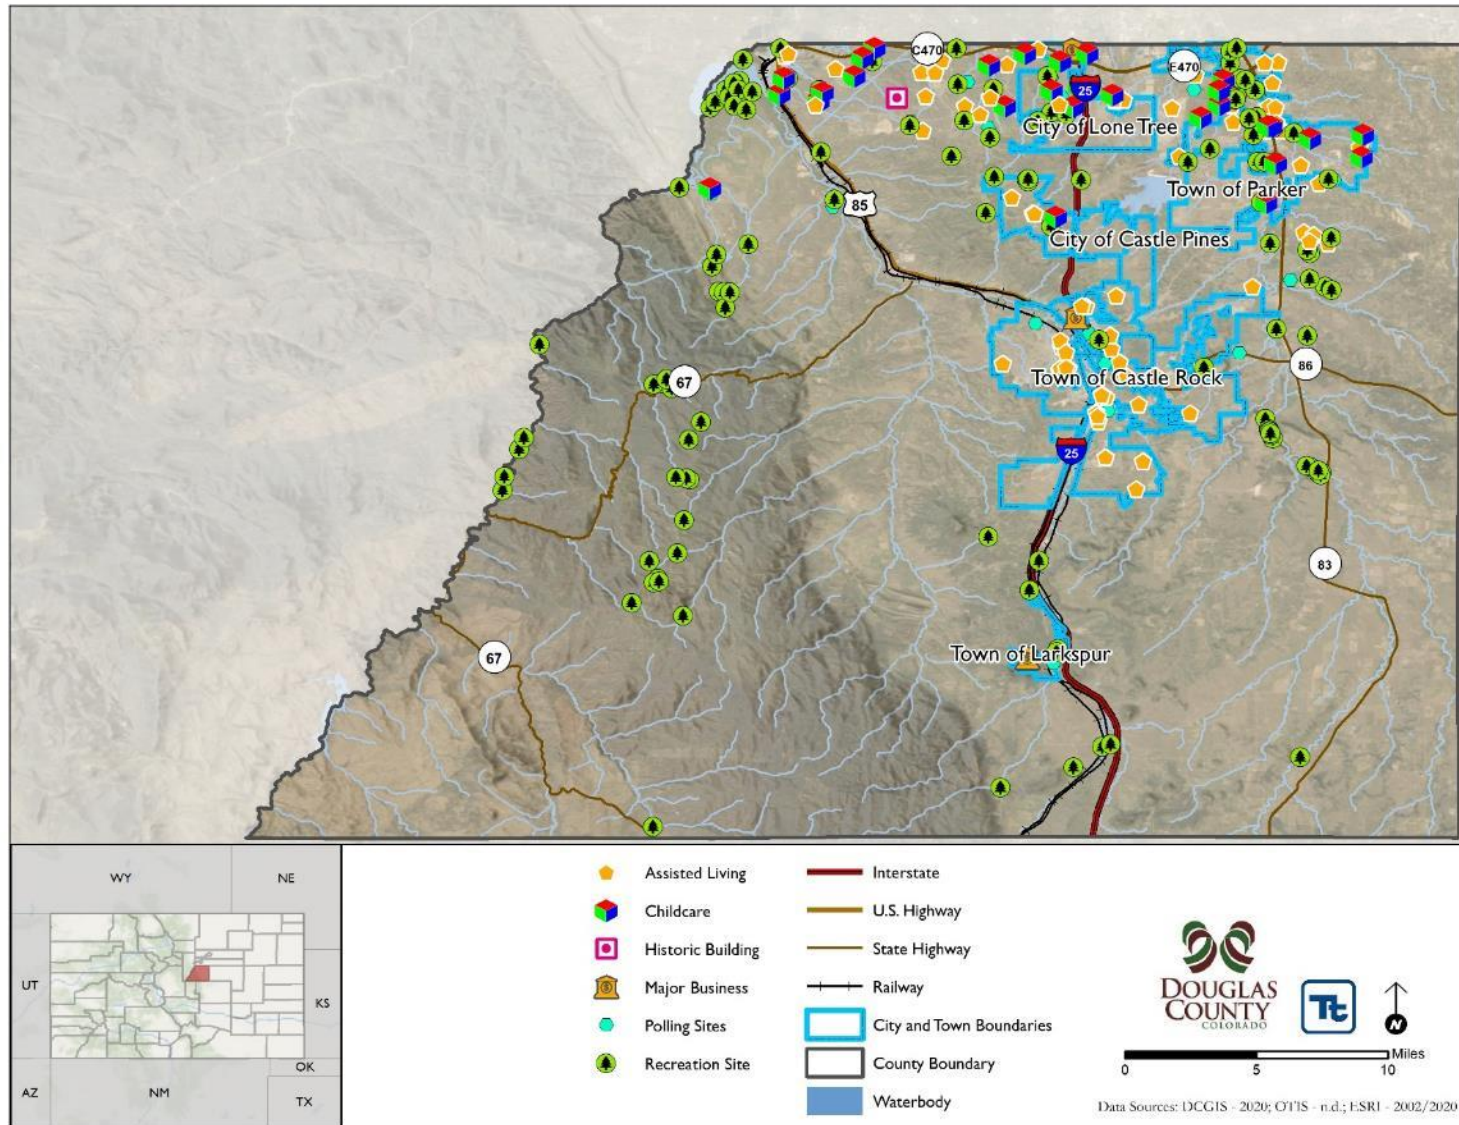 C470
E470
25
City of Lone Tree
Town of Parker
85
City of Castle Pines
67
Town of Castle Rock
86
25
83
Town of Larkspur
67
WY
NE
UT
KS
OK
AZ
NM
TX
Assisted Living
Childcare
Historic Building
Major Business
Polling Sites
Recreation Site
Interstate
U.S. Highway
State Highway
Railway
City and Town Boundaries
County Boundary
Waterbody
DOUGLAS
COUNTY
COLORADO
Tt
N
Miles
0 5 10
Data Sources: DCGIS - 2020; OTIS - n.d.; ESRI - 2002/2020